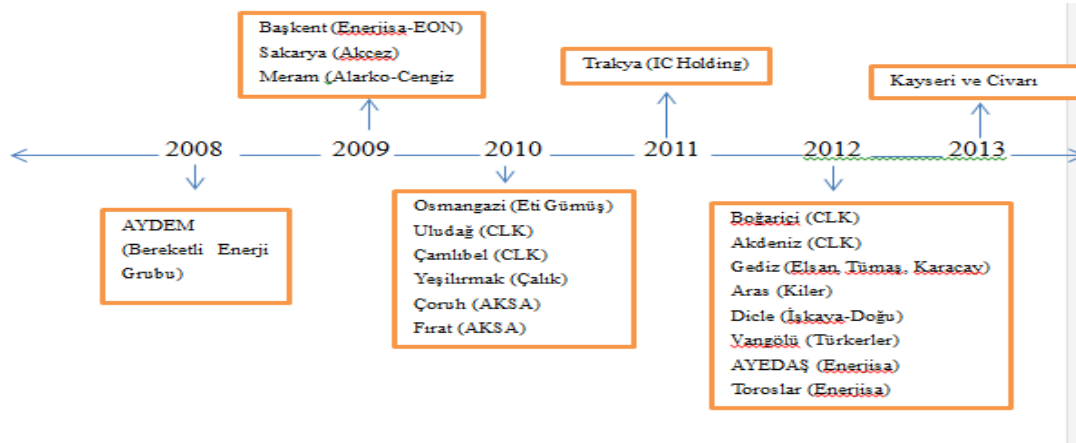 Başkent (Enerjisa-EON)
Sakarya (Akcez)
Meram (Alarko-Cengiz
Trakya (IC Holding)
Kayseri ve Civarı
2008
2009
2010
2011
2012
2013
AYDEM
(Bereketli Enerji
Grubu)
Osmangazi (Eti Gümüş)
Uludağ (CLK)
Çamlıbel (CLK)
Yeşilırmak (Çalık)
Çoruh (AKSA)
Fırat (AKSA)
Boğariçi (CLK)
Akdeniz (CLK)
Gediz (Elsan, Tümaş, Karacay)
Aras (Kiler)
Dicle (İşkaya-Doğu)
Vangölü (Türkerler)
AYEDAŞ (Enerjisa)
Toroslar (Enerjisa)